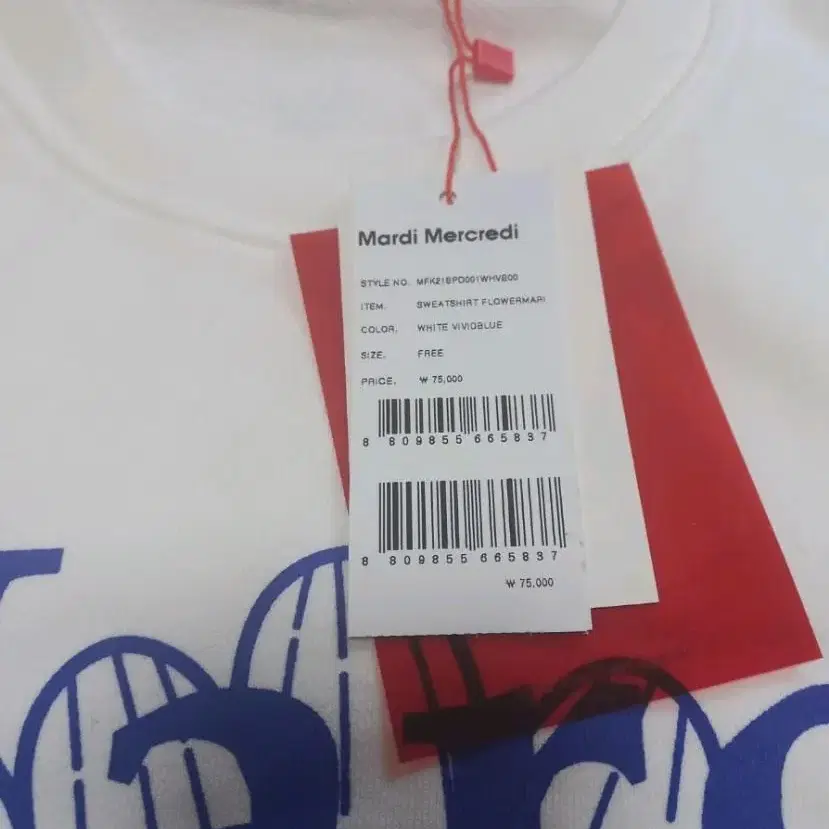 Mardi Mercredi
STYLE NO. MFK21SPD001WHVB00
ITEM. SWEATSHIRT FLOWERMARI
COLOR. WHITE VIVIDBLUE
SIZE. FREE
PRICE. ₩ 75,000
8 809855 665837
8 809855 665837
₩ 75,000